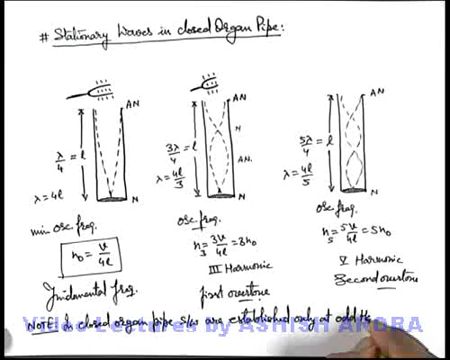 # Stationary Waves in closed Organ Pipe:
AN
AN
AN
λ/4 = l
3λ/4 = l
N
5λ/4 = l
AN.
λ = 4l
N
λ = 4l/3
N
λ = 4l/5
N
min Osc freq.
Osc freq.
Osc freq.
n₀ = v/4l
n₃ = 3v/4l = 3n₀
n₅ = 5v/4l = 5n₀
III Harmonic
V Harmonic
Fundamental freq.
first overtone
Second overtone
NOTE: In closed organ pipe SWs are established only at odd H
Video Lectures by ASHISH ARORA